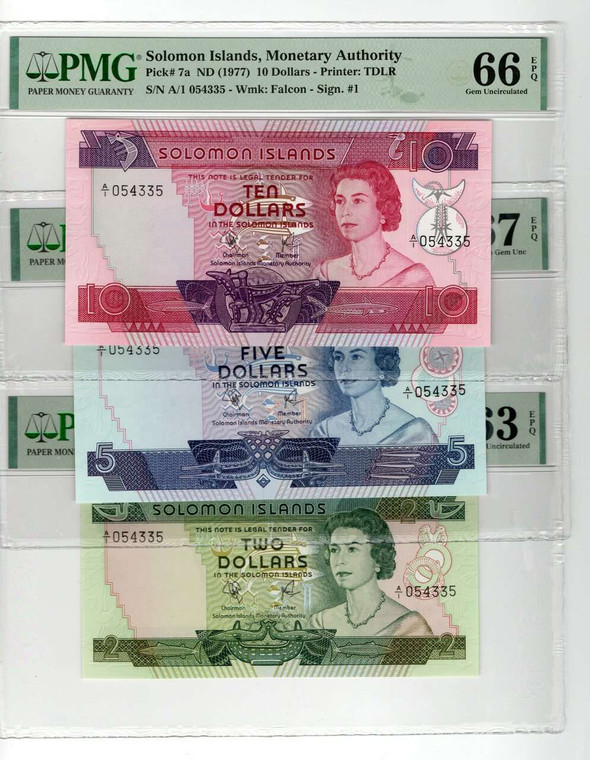 PMG
PAPER MONEY GUARANTY
Solomon Islands, Monetary Authority
Pick# 7a ND (1977) 10 Dollars - Printer: TDLR
S/N A/1 054335 - Wmk: Falcon - Sign. #1
66 EPQ
Gem Uncirculated
SOLOMON ISLANDS
10
THIS NOTE IS LEGAL TENDER FOR
A/1 054335
TEN
DOLLARS
IN THE SOLOMON ISLANDS
A/1 054335
Chairman Member
Solomon Islands Monetary Authority
10 10
67 EPQ
Gem Unc
PAPER
054335
FIVE
DOLLARS
IN THE SOLOMON ISLANDS
A/1 054335
Chairman Member
Solomon Islands Monetary Authority
5 5
63 EPQ
Uncirculated
PAPER
SOLOMON ISLANDS
2
THIS NOTE IS LEGAL TENDER FOR
A/1 054335
TWO
DOLLARS
IN THE SOLOMON ISLANDS
A/1 054335
Chairman Member
Solomon Islands Monetary Authority
2 2